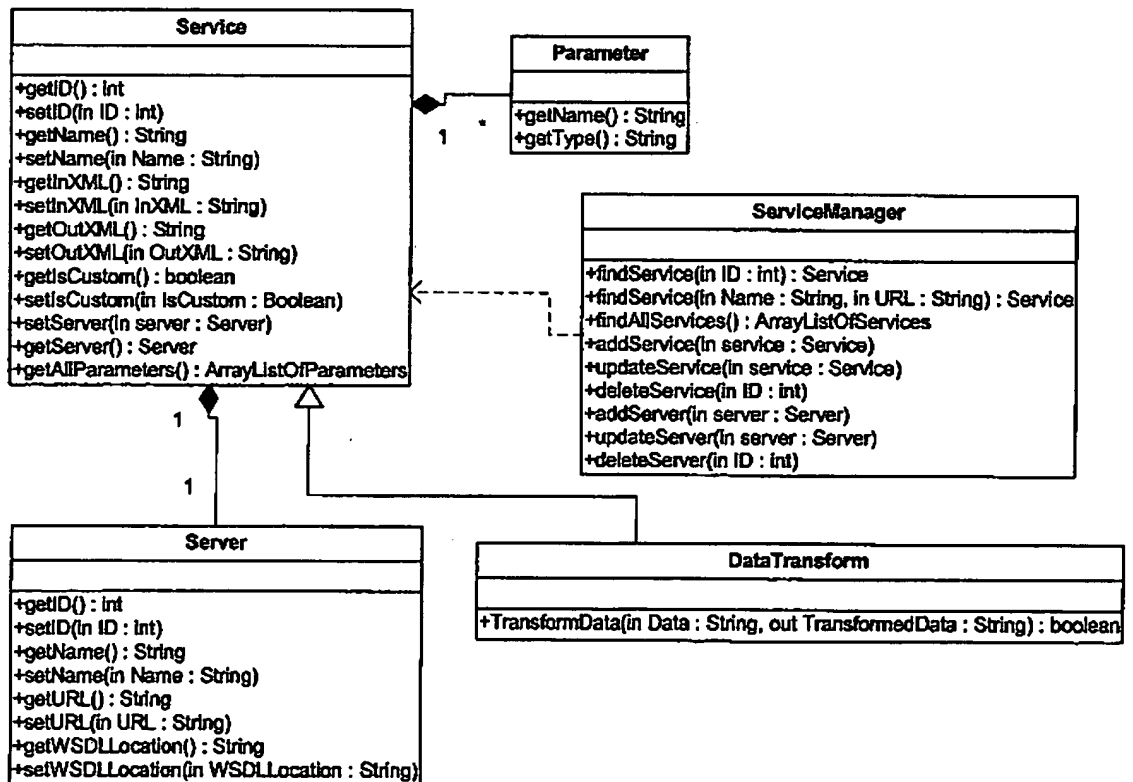 Service
+getID() : int
+setID(in ID : int)
+getName() : String
+setName(in Name : String)
+getInXML() : String
+setInXML(in InXML : String)
+getOutXML() : String
+setOutXML(in OutXML : String)
+getIsCustom() : boolean
+setIsCustom(in IsCustom : Boolean)
+setServer(in server : Server)
+getServer() : Server
+getAllParameters() : ArrayListOfParameters
1
*
Parameter
+getName() : String
+getType() : String
ServiceManager
+findService(in ID : int) : Service
+findService(in Name : String, in URL : String) : Service
+findAllServices() : ArrayListOfServices
+addService(in service : Service)
+updateService(in service : Service)
+deleteService(in ID : int)
+addServer(in server : Server)
+updateServer(in server : Server)
+deleteServer(in ID : int)
1
1
Server
+getID() : int
+setID(in ID : int)
+getName() : String
+setName(in Name : String)
+getURL() : String
+setURL(in URL : String)
+getWSDLLocation() : String
+setWSDLLocation(in WSDLLocation : String)
DataTransform
+TransformData(in Data : String, out TransformedData : String) : boolean